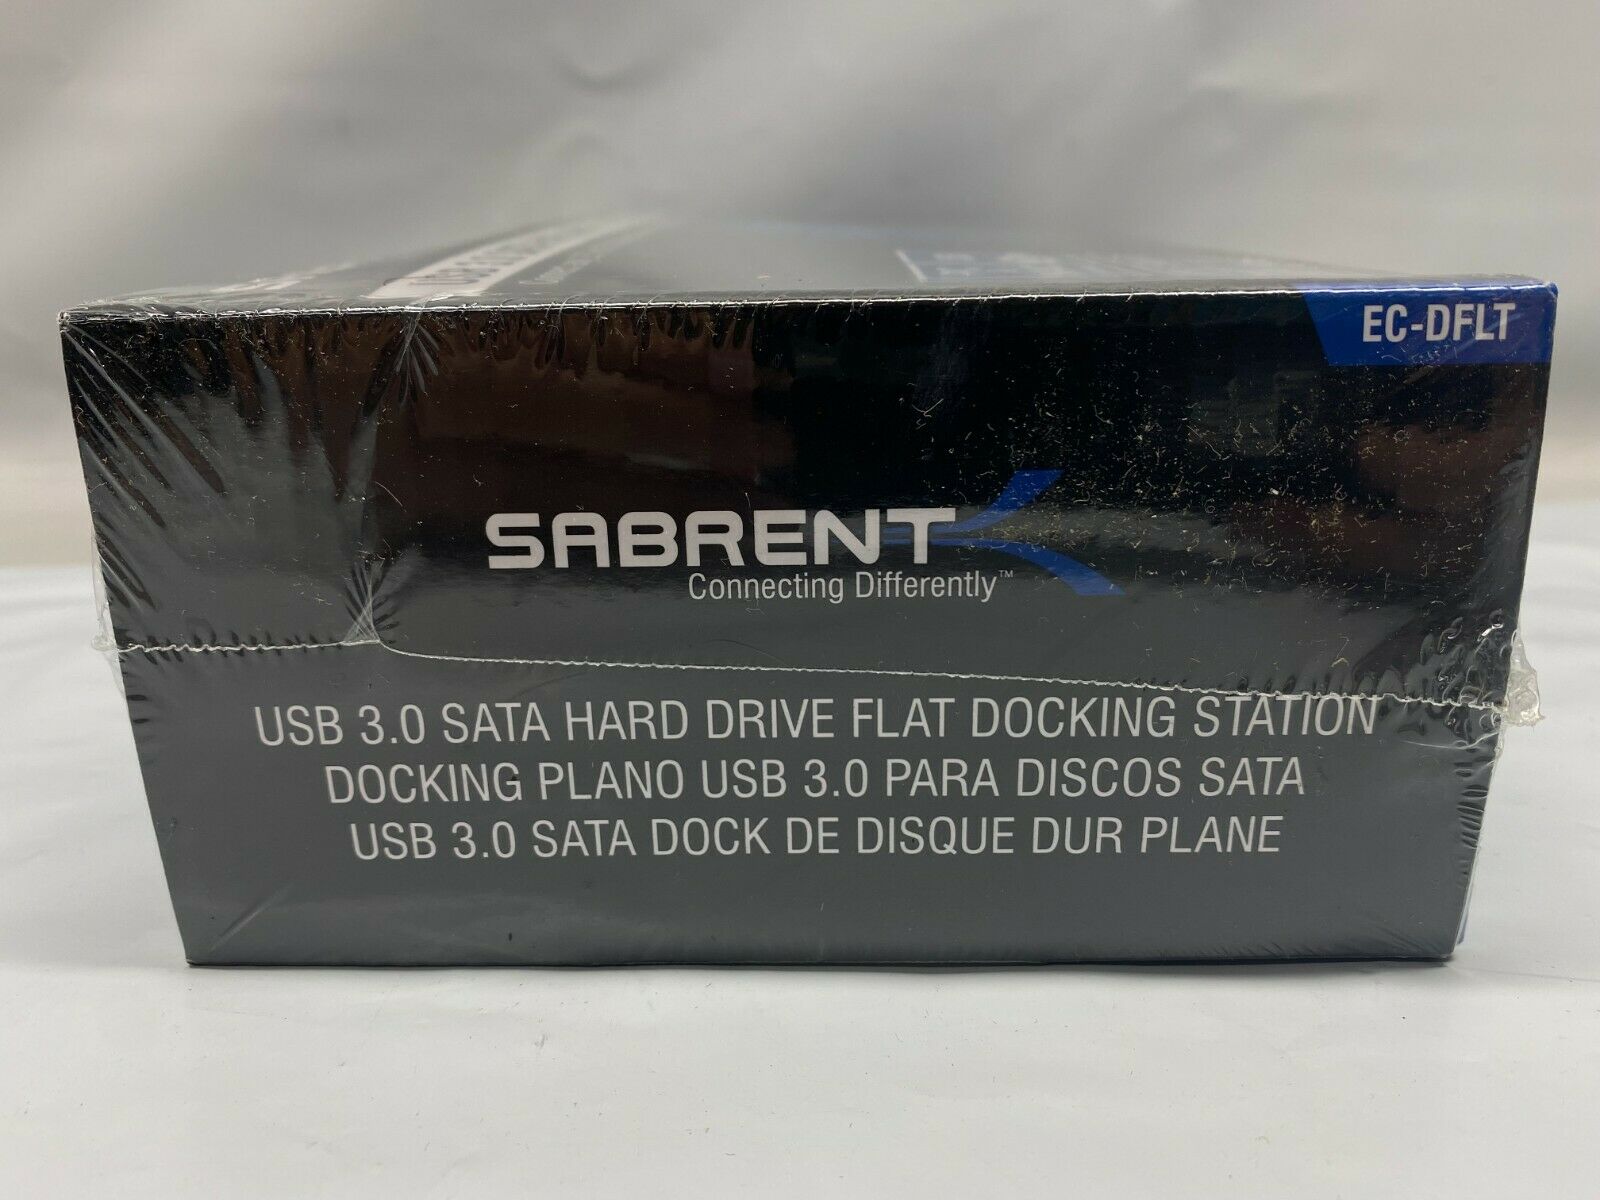 EC-DFLT
SABRENT
Connecting Differently™
USB 3.0 SATA HARD DRIVE FLAT DOCKING STATION
DOCKING PLANO USB 3.0 PARA DISCOS SATA
USB 3.0 SATA DOCK DE DISQUE DUR PLANE